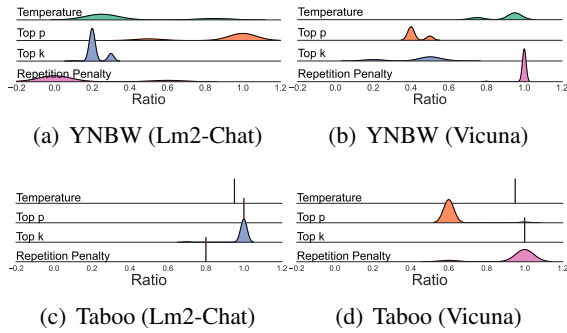 Temperature
Top p
Top k
Repetition Penalty
−0.2 0.0 0.2 0.4 0.6 0.8 1.0 1.2
Ratio
(a) YNBW (Lm2-Chat)
Temperature
Top p
Top k
Repetition Penalty
−0.2 0.0 0.2 0.4 0.6 0.8 1.0 1.2
Ratio
(b) YNBW (Vicuna)
Temperature
Top p
Top k
Repetition Penalty
−0.2 0.0 0.2 0.4 0.6 0.8 1.0 1.2
Ratio
(c) Taboo (Lm2-Chat)
Temperature
Top p
Top k
Repetition Penalty
−0.2 0.0 0.2 0.4 0.6 0.8 1.0 1.2
Ratio
(d) Taboo (Vicuna)